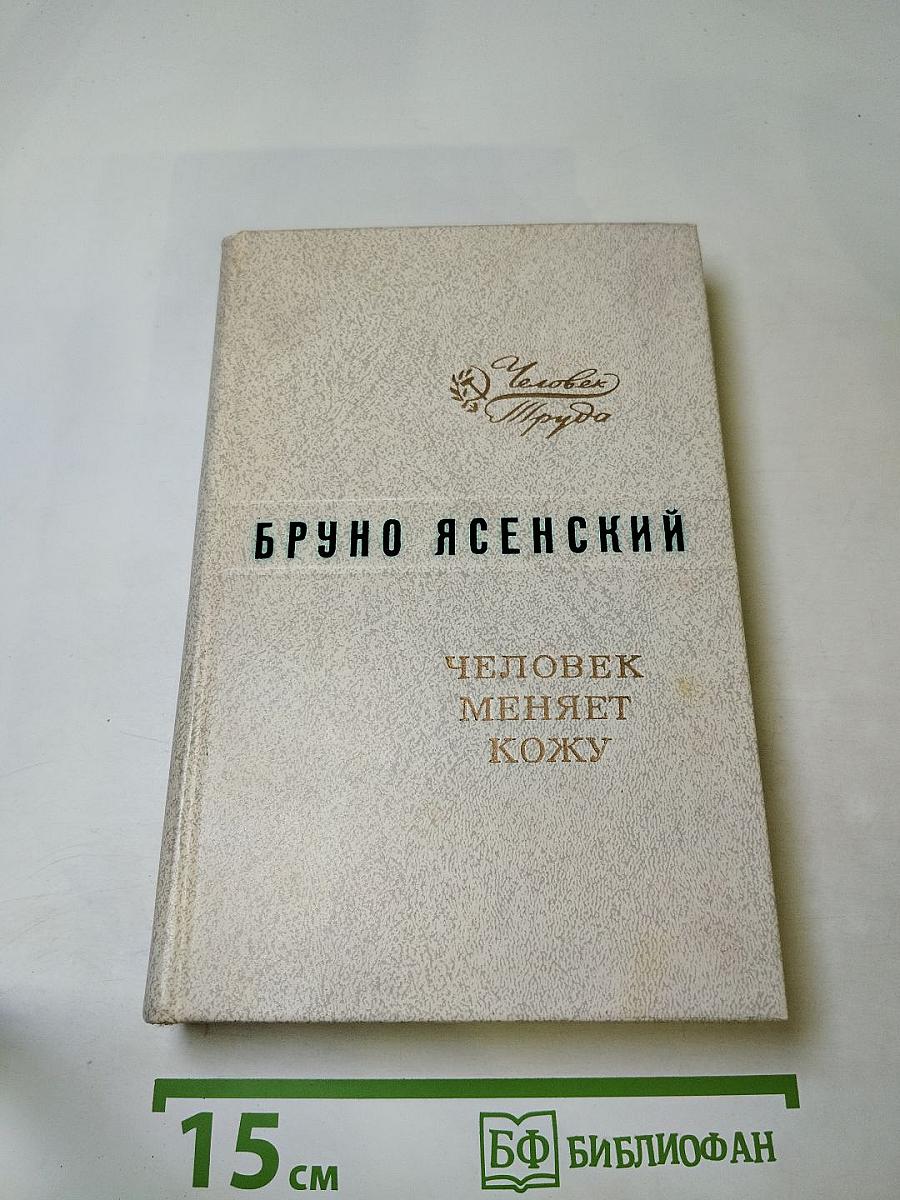 Человек
Труда
БРУНО ЯСЕНСКИЙ
ЧЕЛОВЕК
МЕНЯЕТ
КОЖУ
15 см
БФ БИБЛИОФАН